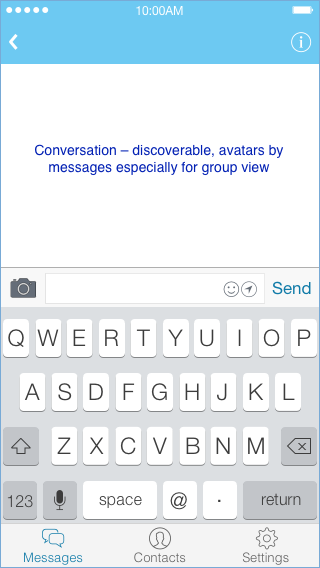 10:00AM
Conversation – discoverable, avatars by
messages especially for group view
Send
Q W E R T Y U I O P
A S D F G H J K L
Z X C V B N M
123 space @ . return
Messages Contacts Settings